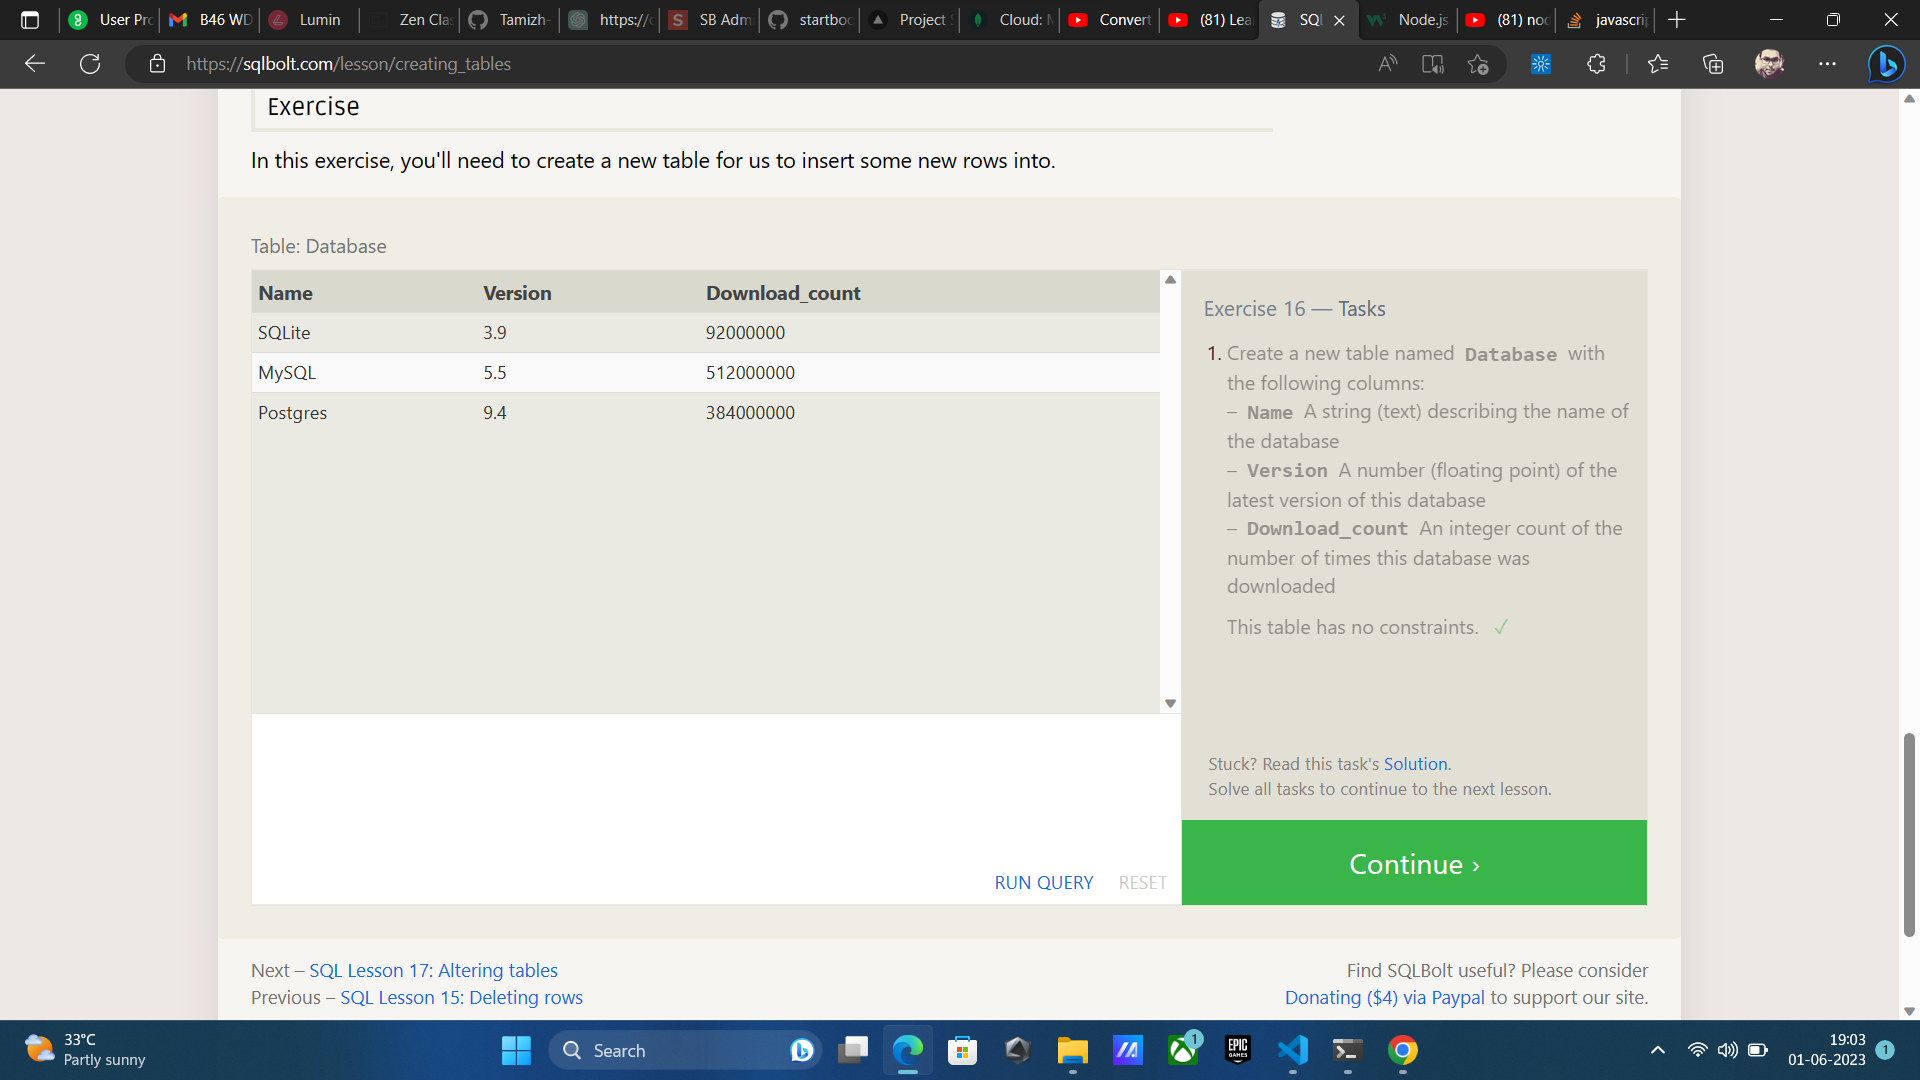 User Pro
B46 WD
Lumin
Zen Clas
Tamizh-
https://c
SB Adm
startboo
Project S
Cloud: M
Convert
(81) Lea
SQL
Node.js
(81) noc
javascrip
https://sqlbolt.com/lesson/creating_tables
Exercise
In this exercise, you'll need to create a new table for us to insert some new rows into.
Table: Database
Name Version Download_count
SQLite 3.9 92000000
MySQL 5.5 512000000
Postgres 9.4 384000000
RUN QUERY RESET
Exercise 16 — Tasks
1. Create a new table named Database with
the following columns:
– Name A string (text) describing the name of
the database
– Version A number (floating point) of the
latest version of this database
– Download_count An integer count of the
number of times this database was
downloaded
This table has no constraints. ✓
Stuck? Read this task's Solution.
Solve all tasks to continue to the next lesson.
Continue ›
Next – SQL Lesson 17: Altering tables
Previous – SQL Lesson 15: Deleting rows
Find SQLBolt useful? Please consider
Donating ($4) via Paypal to support our site.
33°C
Partly sunny
Search
1
EPIC
GAMES
19:03
01-06-2023
1